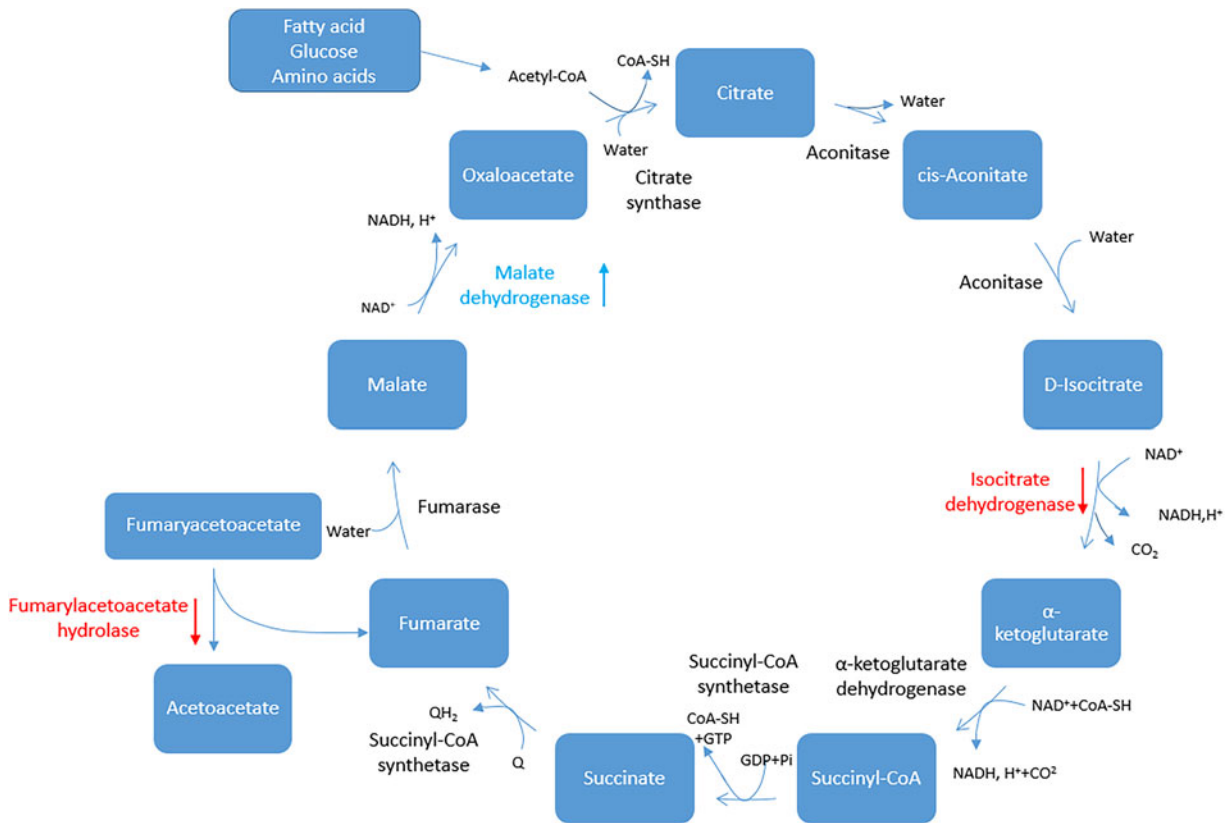 Fatty acid
Glucose
Amino acids
Acetyl-CoA
CoA-SH
Citrate
Water
Aconitase
Oxaloacetate
Water
Citrate
synthase
cis-Aconitate
NADH, H⁺
NAD⁺
Malate
dehydrogenase
Water
Aconitase
Malate
D-Isocitrate
Isocitrate
dehydrogenase
NAD⁺
NADH,H⁺
CO₂
Fumaryacetoacetate
Water
Fumarase
Fumarylacetoacetate
hydrolase
Fumarate
Acetoacetate
α-
ketoglutarate
α-ketoglutarate
dehydrogenase
NAD⁺+CoA-SH
NADH, H⁺+CO²
Succinyl-CoA
synthetase
CoA-SH
+GTP
GDP+Pi
Succinyl-CoA
Succinate
QH₂
Q
Succinyl-CoA
synthetase